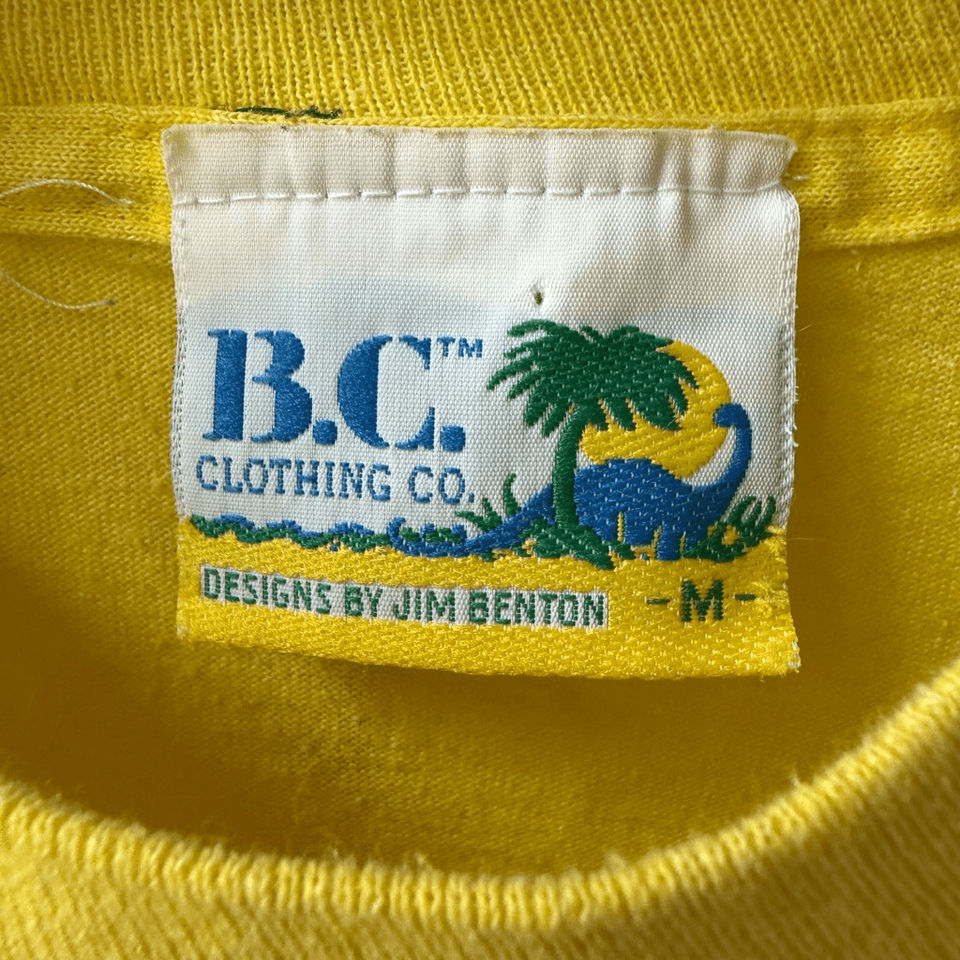 B.C.™
CLOTHING CO.
DESIGNS BY JIM BENTON
-M-